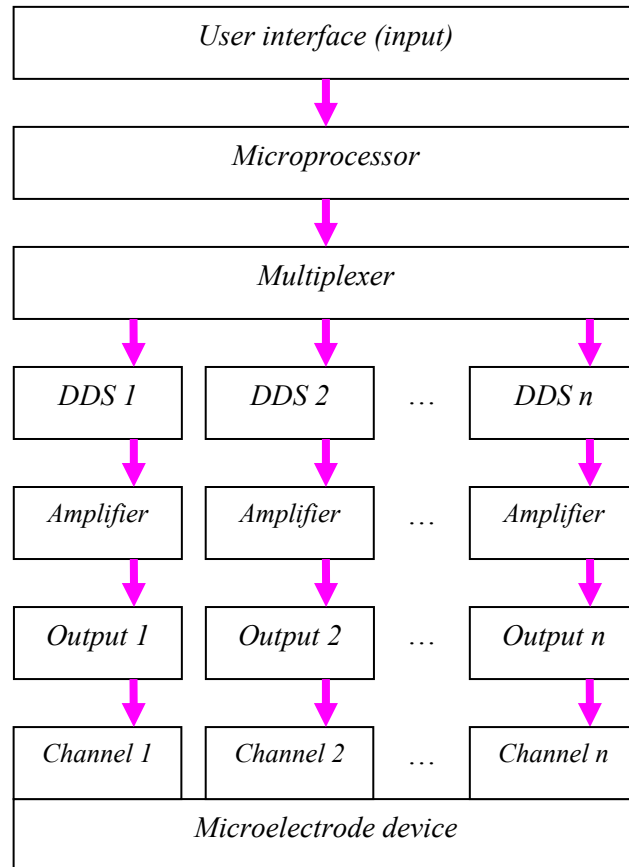 User interface (input)
Microprocessor
Multiplexer
DDS 1 DDS 2 … DDS n
Amplifier Amplifier … Amplifier
Output 1 Output 2 … Output n
Channel 1 Channel 2 … Channel n
Microelectrode device